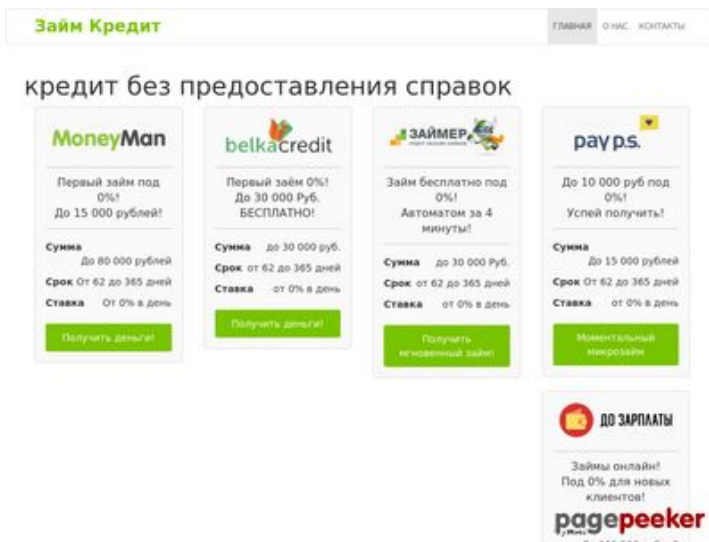 Займ Кредит
ГЛАВНАЯ О НАС КОНТАКТЫ
кредит без предоставления справок
MoneyMan
Первый займ под
0%!
До 15 000 рублей!
Сумма
До 80 000 рублей
Срок От 62 до 365 дней
Ставка От 0% в день
Получить деньги!
belkacredit
Первый заём 0%!
До 30 000 Руб.
БЕСПЛАТНО!
Сумма до 30 000 руб.
Срок от 62 до 365 дней
Ставка от 0% в день
Получить деньги!
ЗАЙМЕР
Займ бесплатно под
0%!
Автоматом за 4
минуты!
Сумма до 30 000 Руб.
Срок от 62 до 365 дней
Ставка от 0% в день
Получить
мгновенный займ!
pay p.s.
До 10 000 руб под
0%!
Успей получить!
Сумма
До 15 000 рублей
Срок От 62 до 365 дней
Ставка от 0% в день
Моментальный
микрозайм
ДО ЗАРПЛАТЫ
Займы онлайн!
Под 0% для новых
клиентов!
pagepeeker